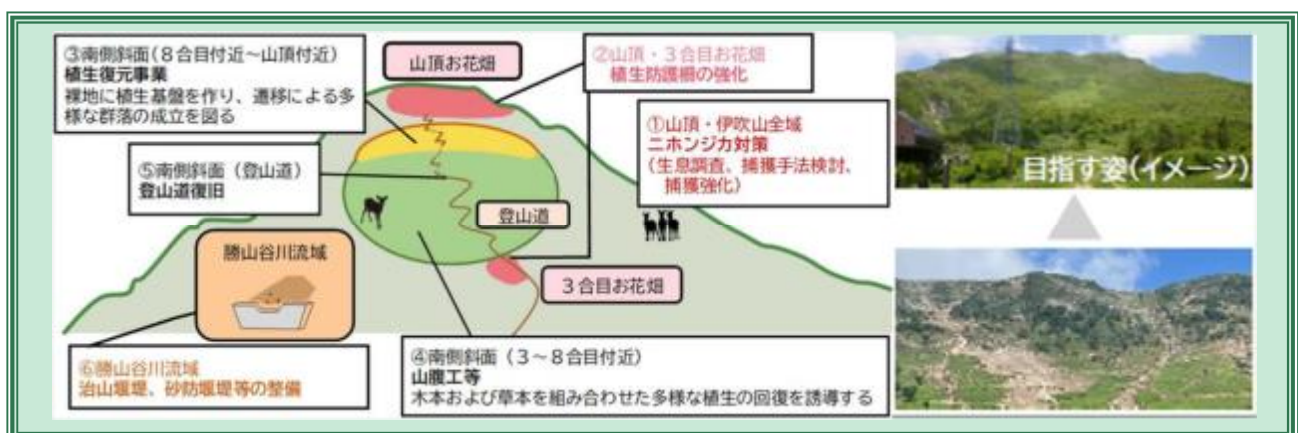 ③南側斜面(8合目付近～山頂付近)
植生復元事業
裸地に植生基盤を作り、遷移による多
様な群落の成立を図る
山頂お花畑
②山頂・3合目お花畑
植生防護柵の強化
①山頂・伊吹山全域
ニホンジカ対策
(生息調査、捕獲手法検討、
捕獲強化)
⑤南側斜面（登山道）
登山道復旧
登山道
勝山谷川流域
3合目お花畑
⑥勝山谷川流域
治山堰堤、砂防堰堤等の整備
④南側斜面（3～8合目付近）
山腹工等
木本および草本を組み合わせた多様な植生の回復を誘導する
目指す姿(イメージ)